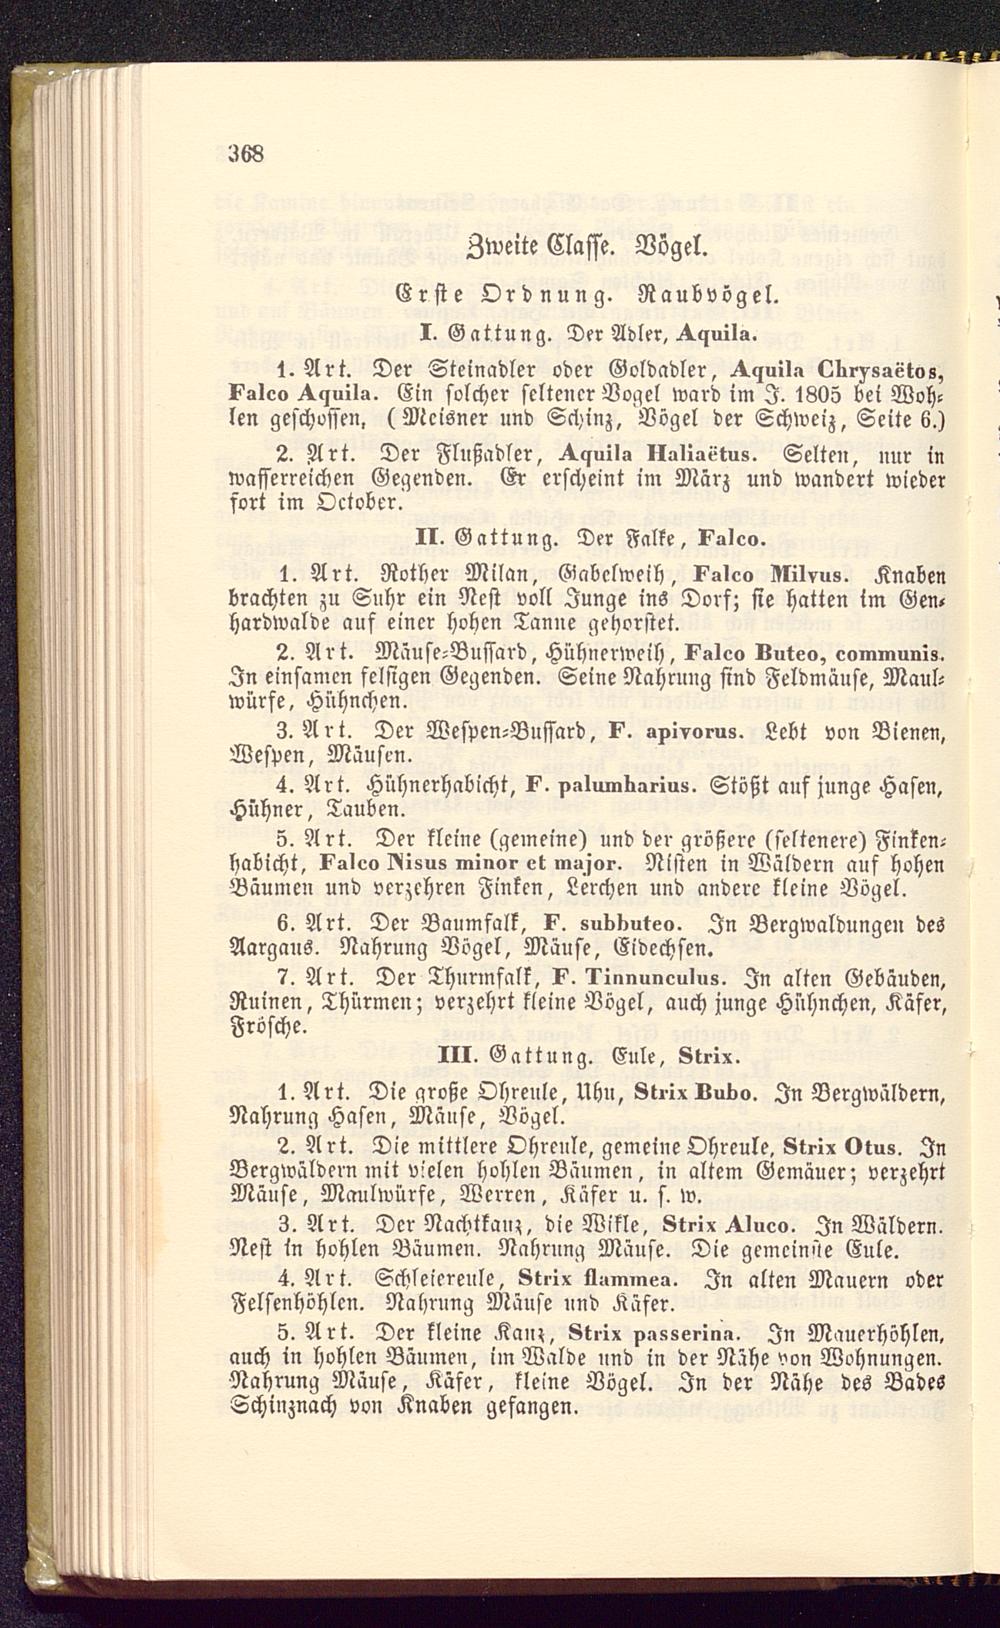 368
Zweite Classe. Vögel.
Erste Ordnung. Raubvögel.
I. Gattung. Der Adler, Aquila.
1. Art. Der Steinadler oder Goldadler, Aquila Chrysaëtos,
Falco Aquila. Ein solcher seltener Vogel ward im J. 1805 bei Woh-
len geschossen, (Meisner und Schinz, Vögel der Schweiz, Seite 6.)
2. Art. Der Flußadler, Aquila Haliaëtus. Selten, nur in
wasserreichen Gegenden. Er erscheint im März und wandert wieder
fort im October.
II. Gattung. Der Falke, Falco.
1. Art. Rother Milan, Gabelweih, Falco Milvus. Knaben
brachten zu Suhr ein Nest voll Junge ins Dorf; sie hatten im Gen-
hardwalde auf einer hohen Tanne gehorstet.
2. Art. Mäuse-Bussard, Hühnerweih, Falco Buteo, communis.
In einsamen felsigen Gegenden. Seine Nahrung sind Feldmäuse, Maul-
würfe, Hühnchen.
3. Art. Der Wespen-Bussard, F. apivorus. Lebt von Bienen,
Wespen, Mäusen.
4. Art. Hühnerhabicht, F. palumharius. Stößt auf junge Hasen,
Hühner, Tauben.
5. Art. Der kleine (gemeine) und der größere (seltenere) Finken-
habicht, Falco Nisus minor et major. Nisten in Wäldern auf hohen
Bäumen und verzehren Finken, Lerchen und andere kleine Vögel.
6. Art. Der Baumfalk, F. subbuteo. In Bergwaldungen des
Aargaus. Nahrung Vögel, Mäuse, Eidechsen.
7. Art. Der Thurmfalk, F. Tinnunculus. In alten Gebäuden,
Ruinen, Thürmen; verzehrt kleine Vögel, auch junge Hühnchen, Käfer,
Frösche.
III. Gattung. Eule, Strix.
1. Art. Die große Ohreule, Uhu, Strix Bubo. In Bergwäldern,
Nahrung Hasen, Mäuse, Vögel.
2. Art. Die mittlere Ohreule, gemeine Ohreule, Strix Otus. In
Bergwäldern mit vielen hohlen Bäumen, in altem Gemäuer; verzehrt
Mäuse, Maulwürfe, Werren, Käfer u. s. w.
3. Art. Der Nachtkauz, die Wikle, Strix Aluco. In Wäldern.
Nest in hohlen Bäumen. Nahrung Mäuse. Die gemeinste Eule.
4. Art. Schleiereule, Strix flammea. In alten Mauern oder
Felsenhöhlen. Nahrung Mäuse und Käfer.
5. Art. Der kleine Kauz, Strix passerina. In Mauerhöhlen,
auch in hohlen Bäumen, im Walde und in der Nähe von Wohnungen.
Nahrung Mäuse, Käfer, kleine Vögel. In der Nähe des Bades
Schinznach von Knaben gefangen.